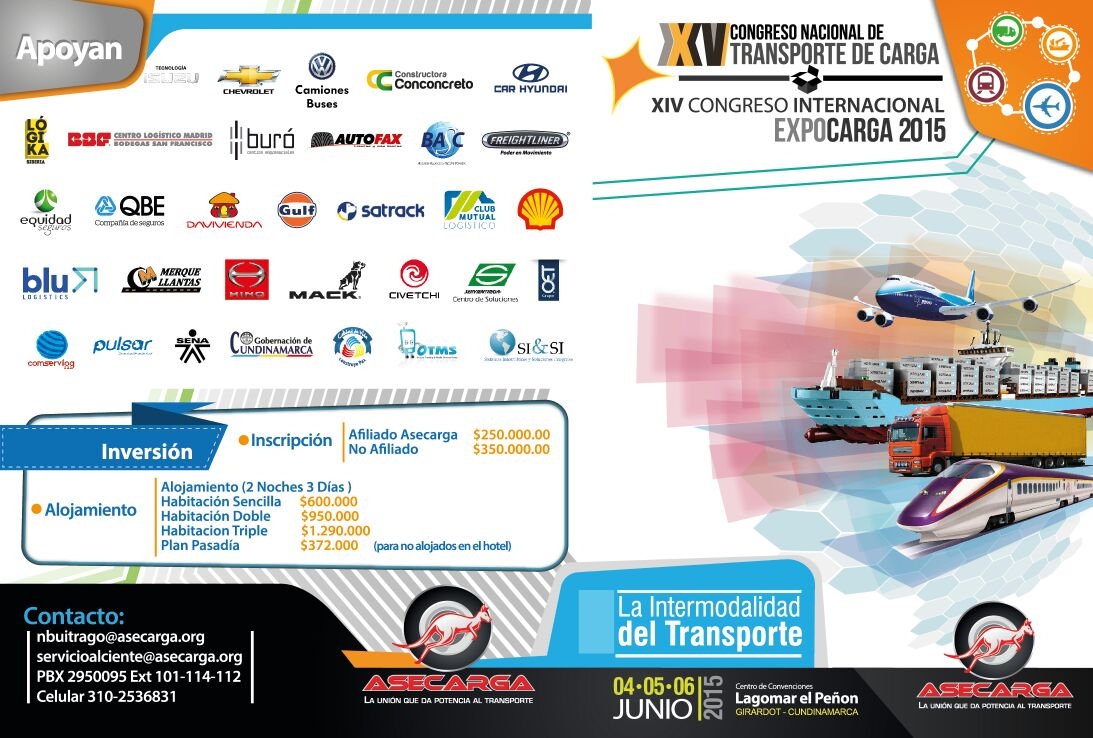 Apoyan
TECNOLOGÍA
ISUZU
CHEVROLET
Camiones
Buses
Constructora
Conconcreto
CAR HYUNDAI
LÓGIKA
SIBERIA
BSF CENTRO LOGÍSTICO MADRID
BODEGAS SAN FRANCISCO
buró
AUTOFAX
BASC
FREIGHTLINER
Poder en Movimiento
equidad
seguros
QBE
Compañía de seguros
DAVIVIENDA
Gulf
satrack
CLUB
MUTUAL
LOGÍSTICO
blu
LOGISTICS
MERQUE
LLANTAS
HINO
MACK
CIVETCHI
SERVIENTREGA
Centro de Soluciones
Grupo OET
comservilog
pulsar
SENA
Gobernación de
CUNDINAMARCA
OTMS
SI&SI
Inversión
Inscripción
Afiliado Asecarga $250.000.00
No Afiliado $350.000.00
Alojamiento
Alojamiento (2 Noches 3 Días )
Habitación Sencilla $600.000
Habitación Doble $950.000
Habitacion Triple $1.290.000
Plan Pasadía $372.000 (para no alojados en el hotel)
Contacto:
nbuitrago@asecarga.org
servicioalciente@asecarga.org
PBX 2950095 Ext 101-114-112
Celular 310-2536831
ASECARGA
LA UNIÓN QUE DA POTENCIA AL TRANSPORTE
XV CONGRESO NACIONAL DE
TRANSPORTE DE CARGA
XIV CONGRESO INTERNACIONAL
EXPOCARGA 2015
La Intermodalidad
del Transporte
04•05•06
JUNIO
2015
Centro de Convenciones
Lagomar el Peñon
GIRARDOT - CUNDINAMARCA
ASECARGA
LA UNIÓN QUE DA POTENCIA AL TRANSPORTE